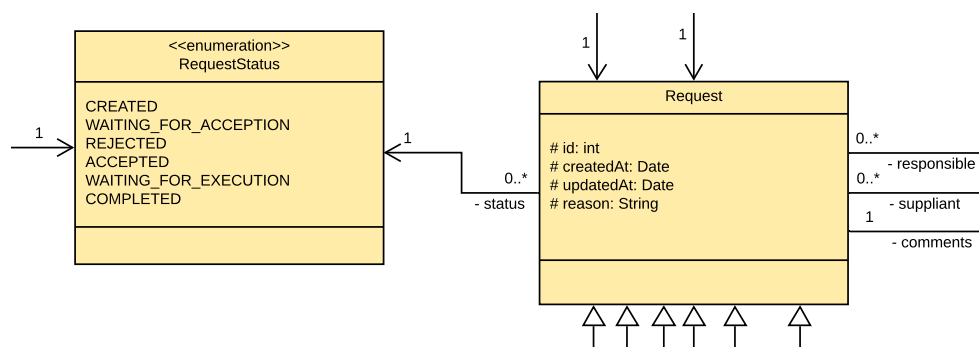 <<enumeration>>
RequestStatus
CREATED
WAITING_FOR_ACCEPTION
REJECTED
ACCEPTED
WAITING_FOR_EXECUTION
COMPLETED
1
1
0..*
- status
1
1
Request
# id: int
# createdAt: Date
# updatedAt: Date
# reason: String
0..*
- responsible
0..*
- suppliant
1
- comments